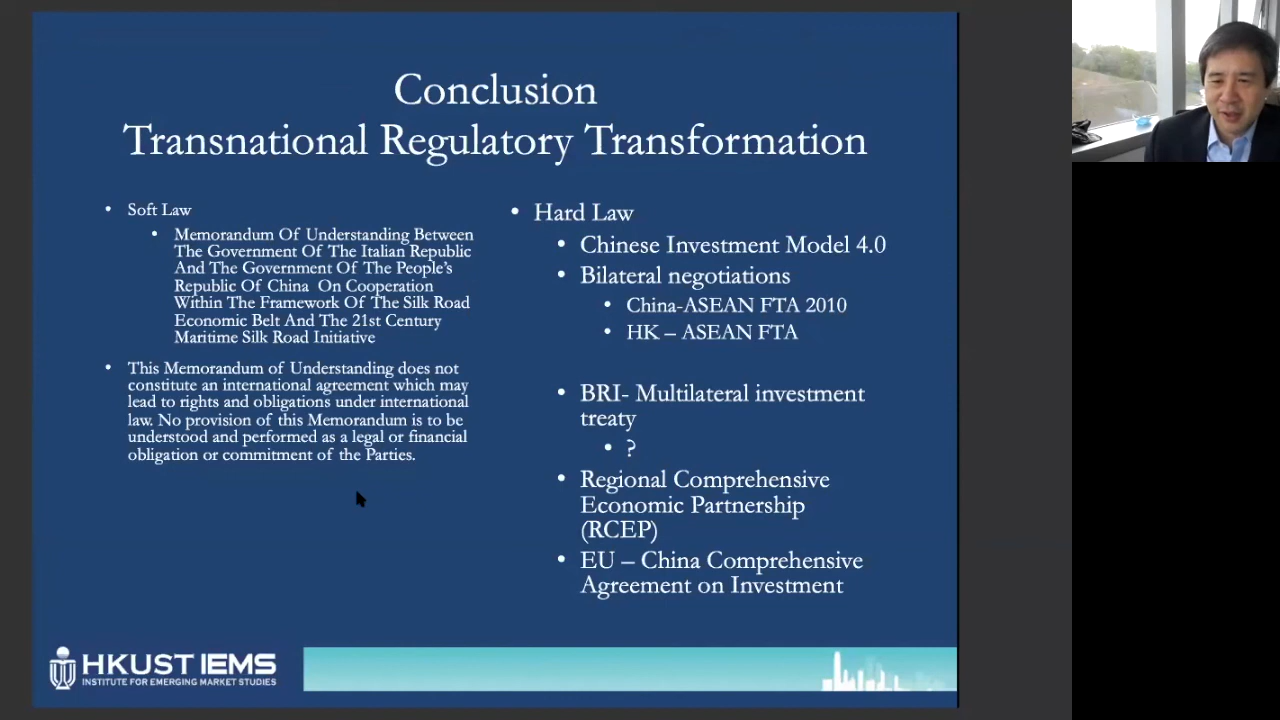 Conclusion
Transnational Regulatory Transformation
• Soft Law
• Memorandum Of Understanding Between
The Government Of The Italian Republic
And The Government Of The People's
Republic Of China On Cooperation
Within The Framework Of The Silk Road
Economic Belt And The 21st Century
Maritime Silk Road Initiative
• This Memorandum of Understanding does not
constitute an international agreement which may
lead to rights and obligations under international
law. No provision of this Memorandum is to be
understood and performed as a legal or financial
obligation or commitment of the Parties.
• Hard Law
• Chinese Investment Model 4.0
• Bilateral negotiations
• China-ASEAN FTA 2010
• HK – ASEAN FTA
• BRI- Multilateral investment
treaty
• ?
• Regional Comprehensive
Economic Partnership
(RCEP)
• EU – China Comprehensive
Agreement on Investment
HKUST IEMS
INSTITUTE FOR EMERGING MARKET STUDIES